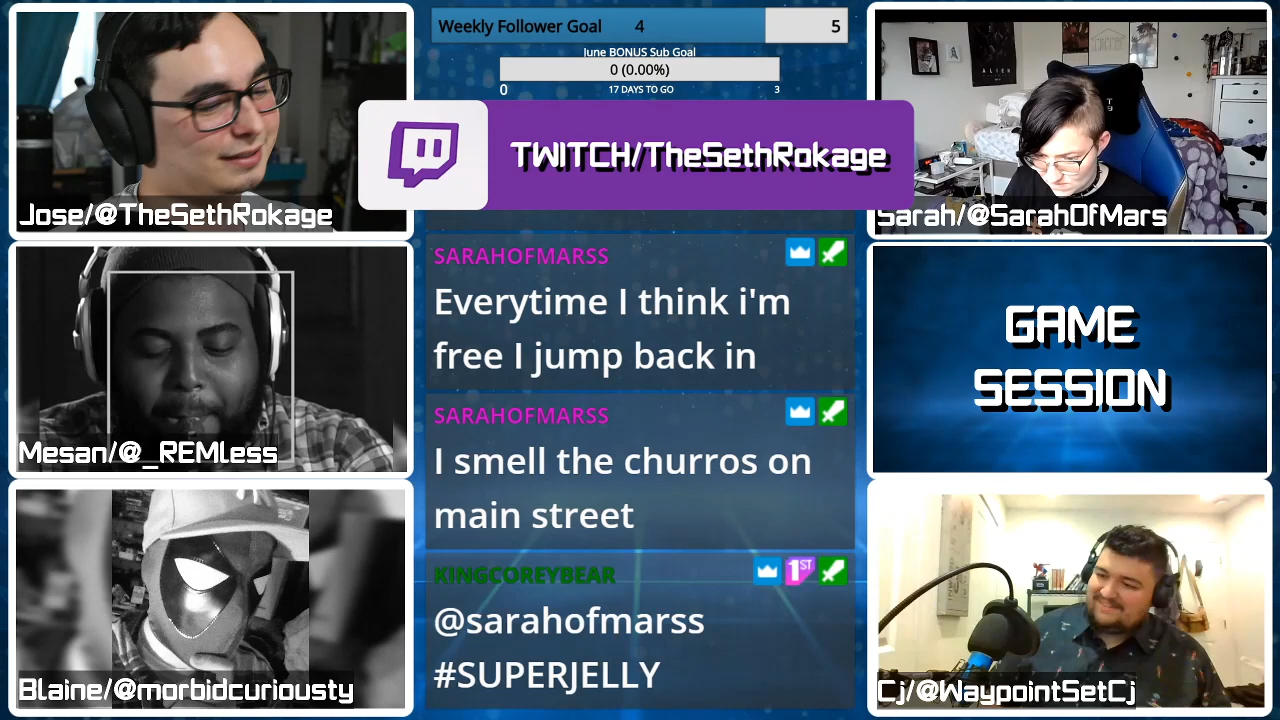 Weekly Follower Goal 4 5
June BONUS Sub Goal
0 (0.00%)
0 17 DAYS TO GO 3
TWITCH/TheSethRokage
Jose/@TheSethRokage
Sarah/@SarahOfMars
ALIEN
SARAHOFMARSS
Everytime I think i'm
free I jump back in
SARAHOFMARSS
I smell the churros on
main street
KINGCOREYBEAR
1ST
@sarahofmarss
#SUPERJELLY
Mesan/@_REMless
GAME
SESSION
Blaine/@morbidcuriousty
Cj/@WaypointSetCj